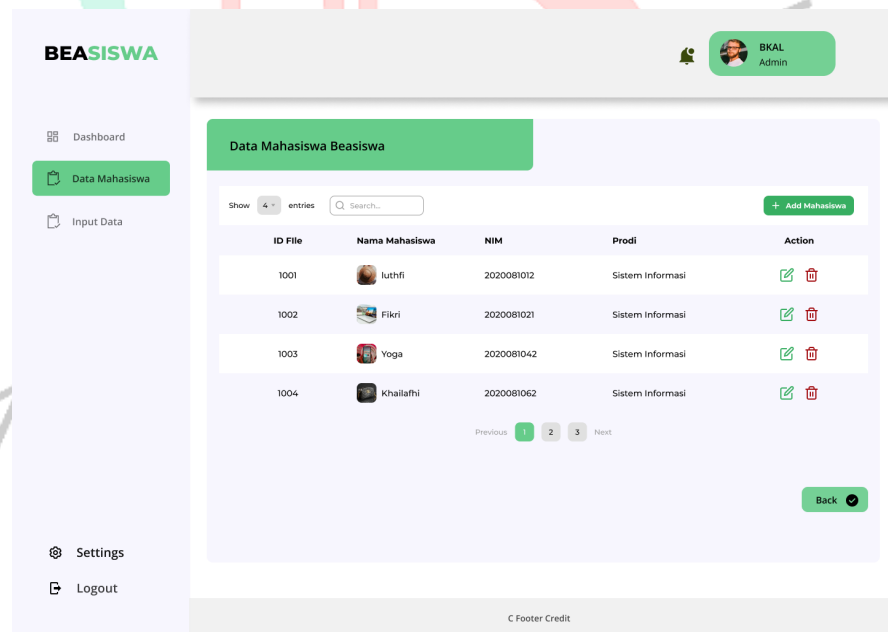 BEASISWA
BKAL
Admin
Dashboard
Data Mahasiswa
Input Data
Settings
Logout
Data Mahasiswa Beasiswa
Show 4 entries Search... + Add Mahasiswa
ID FIle Nama Mahasiswa NIM Prodi Action
1001 luthfi 2020081012 Sistem Informasi
1002 Fikri 2020081021 Sistem Informasi
1003 Yoga 2020081042 Sistem Informasi
1004 Khailafhi 2020081062 Sistem Informasi
Previous 1 2 3 Next
Back
C Footer Credit